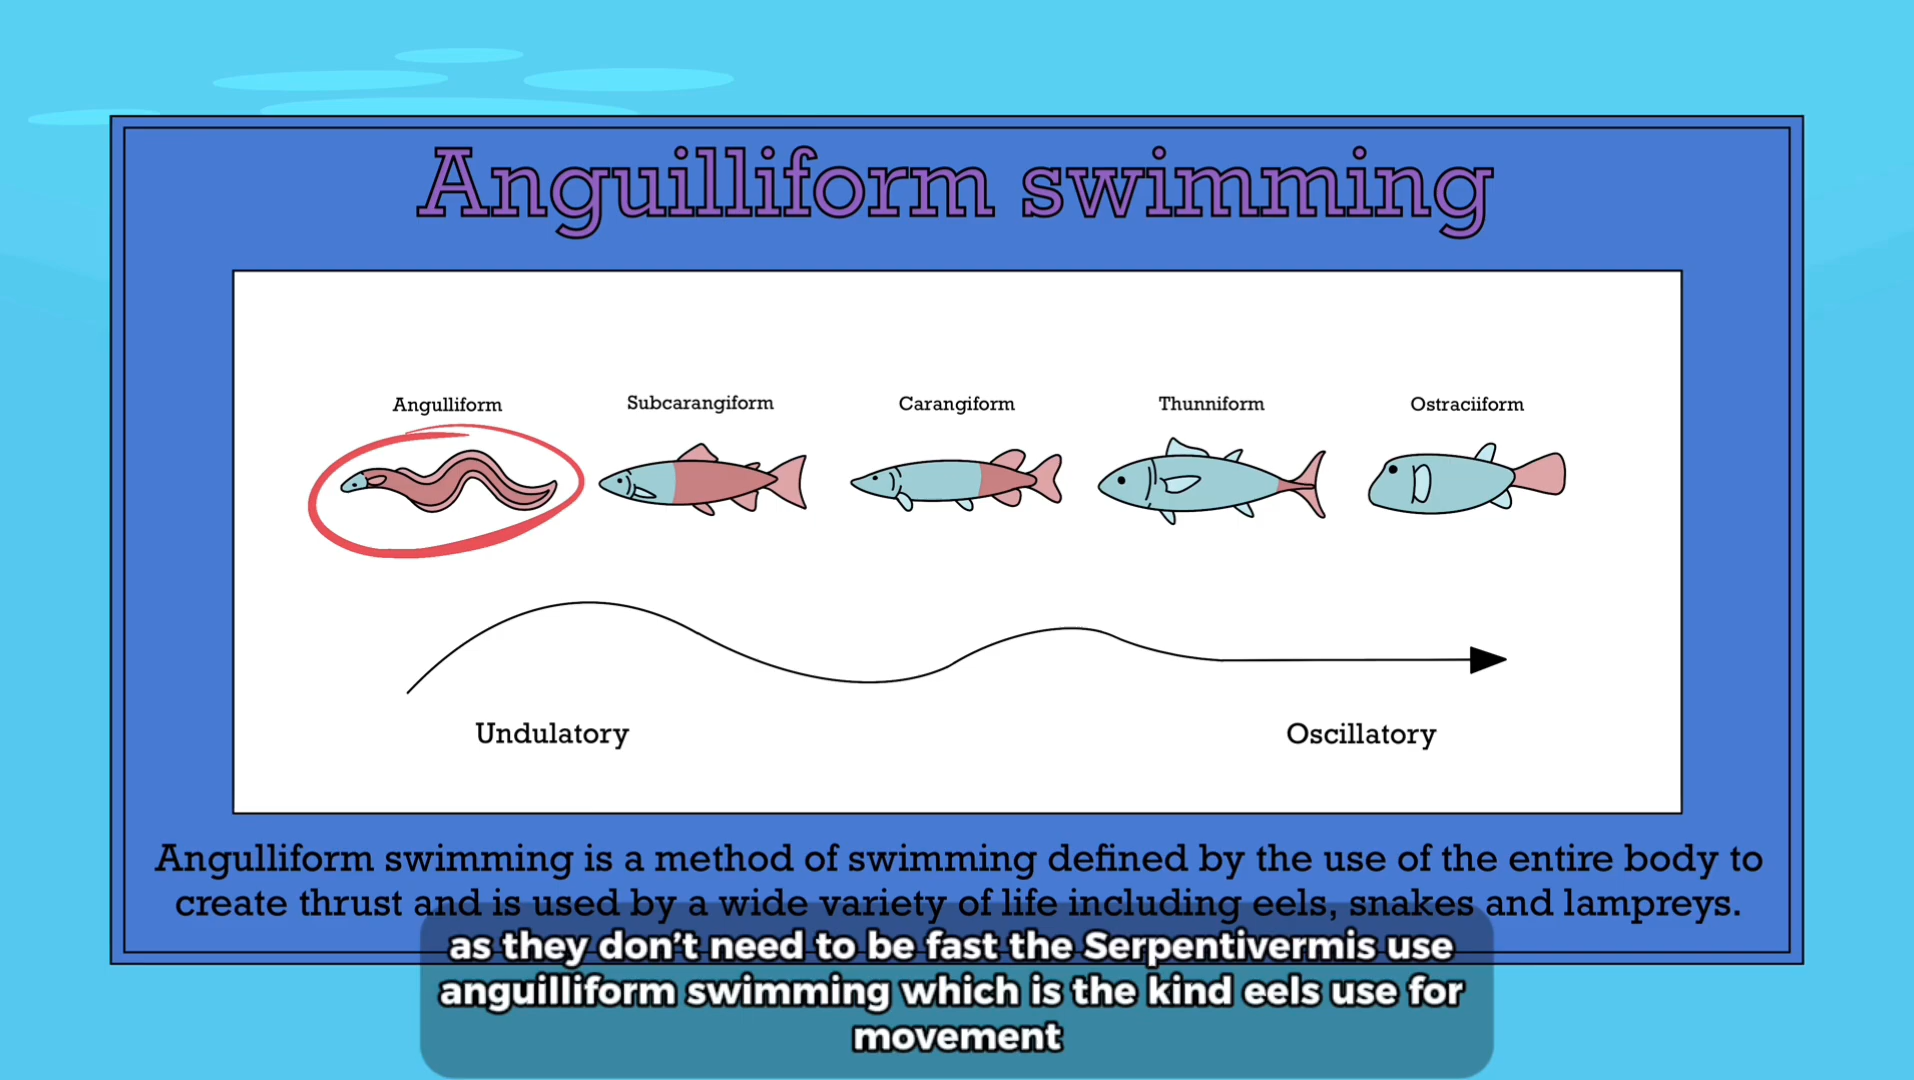 Anguilliform swimming
Angulliform
Subcarangiform
Carangiform
Thunniform
Ostraciiform
Undulatory
Oscillatory
Angulliform swimming is a method of swimming defined by the use of the entire body to
create thrust and is used by a wide variety of life including eels, snakes and lampreys.
as they don't need to be fast the Serpentivermis use
anguilliform swimming which is the kind eels use for
movement